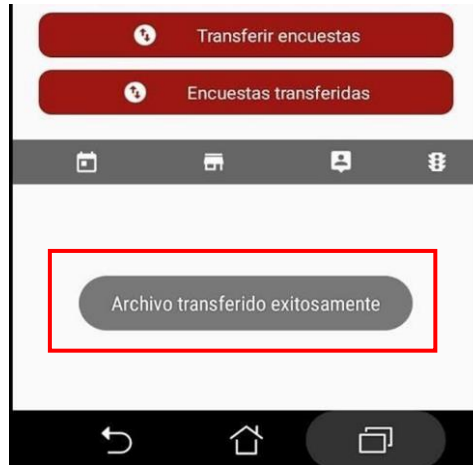 Transferir encuestas
Encuestas transferidas
Archivo transferido exitosamente